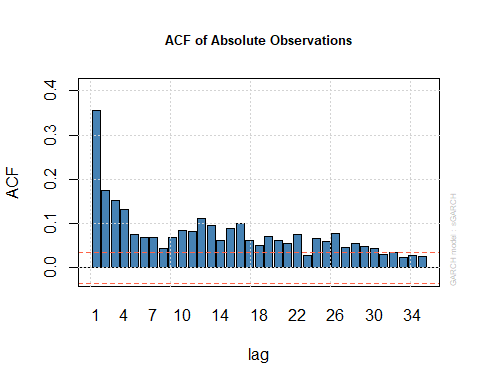 ACF of Absolute Observations
ACF
0.4
0.3
0.2
0.1
0.0
1 4 7 10 14 18 22 26 30 34
lag
GARCH model : sGARCH